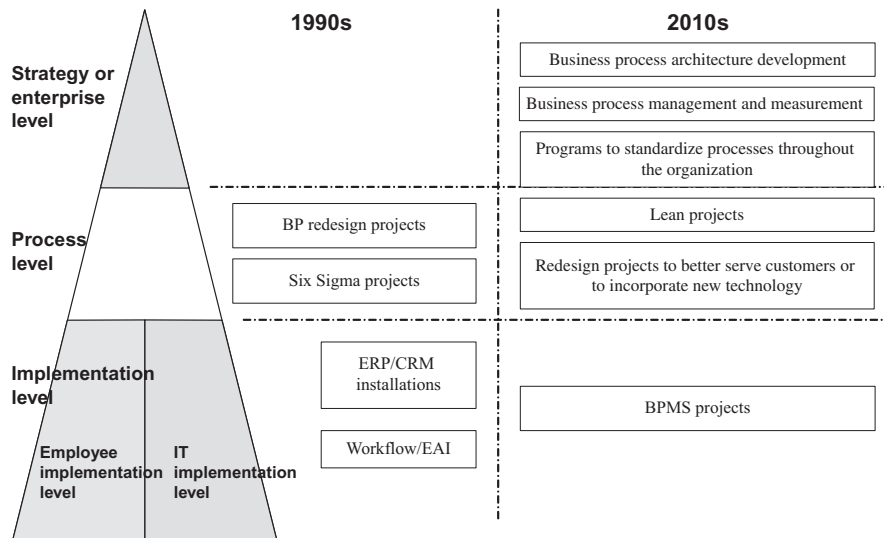 1990s
2010s
Strategy or
enterprise
level
Business process architecture development
Business process management and measurement
Programs to standardize processes throughout
the organization
Process
level
BP redesign projects
Six Sigma projects
Lean projects
Redesign projects to better serve customers or
to incorporate new technology
Implementation
level
ERP/CRM
installations
Workflow/EAI
BPMS projects
Employee
implementation
level
IT
implementation
level